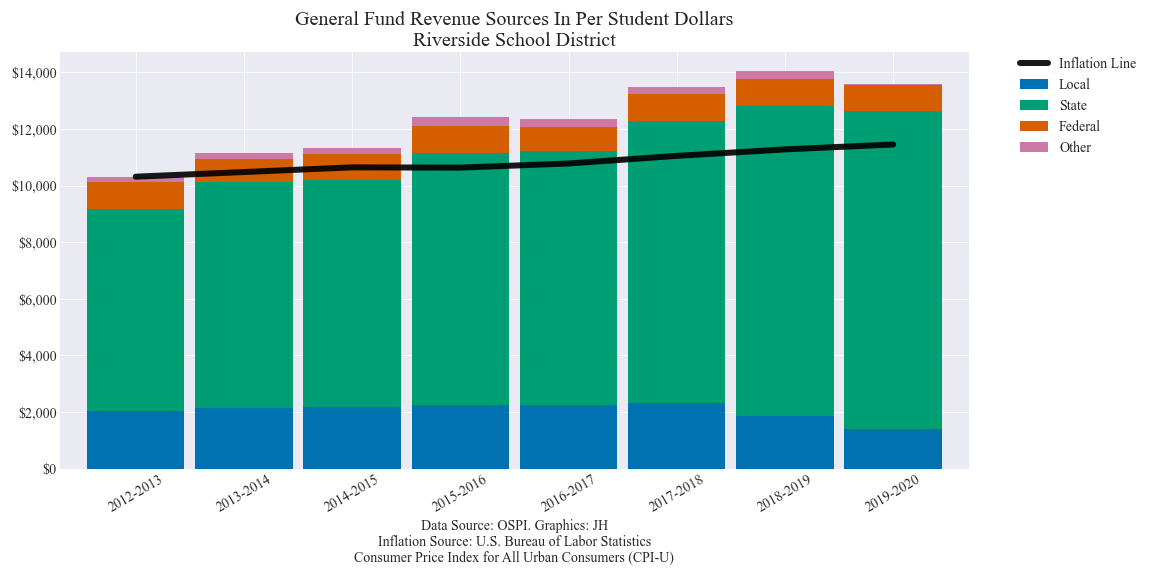 General Fund Revenue Sources In Per Student Dollars
Riverside School District
$14,000
$12,000
$10,000
$8,000
$6,000
$4,000
$2,000
$0
2012-2013
2013-2014
2014-2015
2015-2016
2016-2017
2017-2018
2018-2019
2019-2020
Inflation Line
Local
State
Federal
Other
Data Source: OSPI. Graphics: JH
Inflation Source: U.S. Bureau of Labor Statistics
Consumer Price Index for All Urban Consumers (CPI-U)